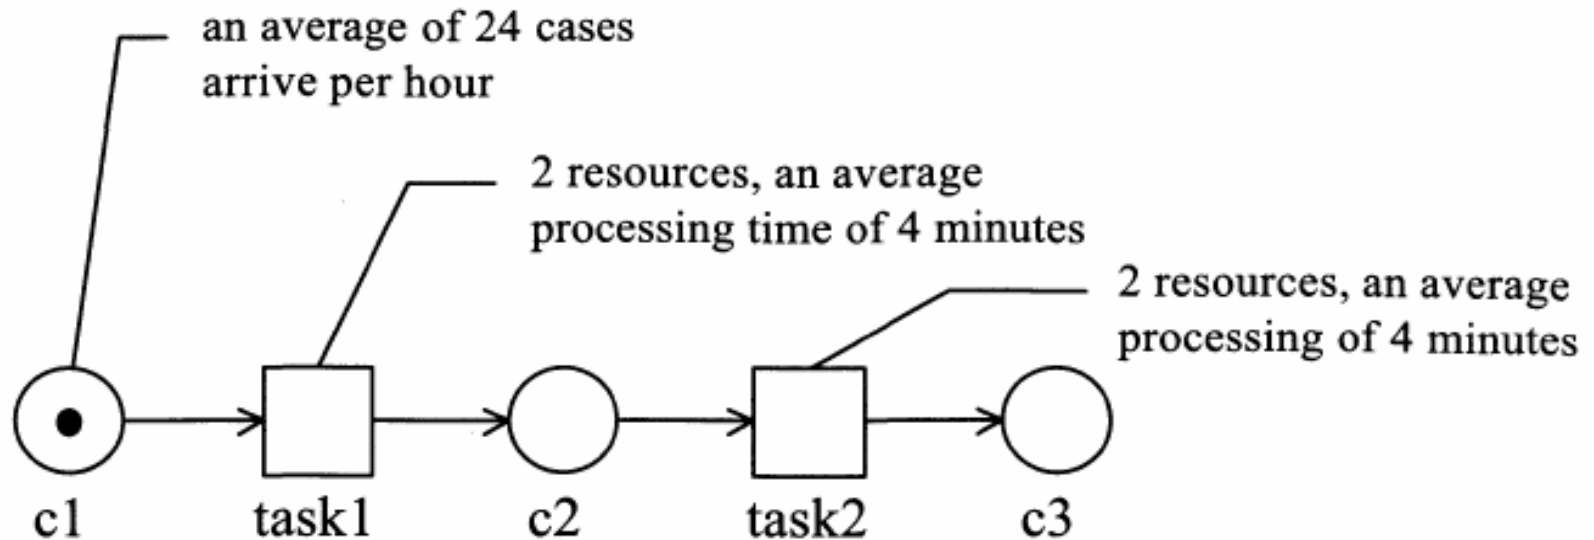 an average of 24 cases
arrive per hour
2 resources, an average
processing time of 4 minutes
2 resources, an average
processing of 4 minutes
c1
task1
c2
task2
c3